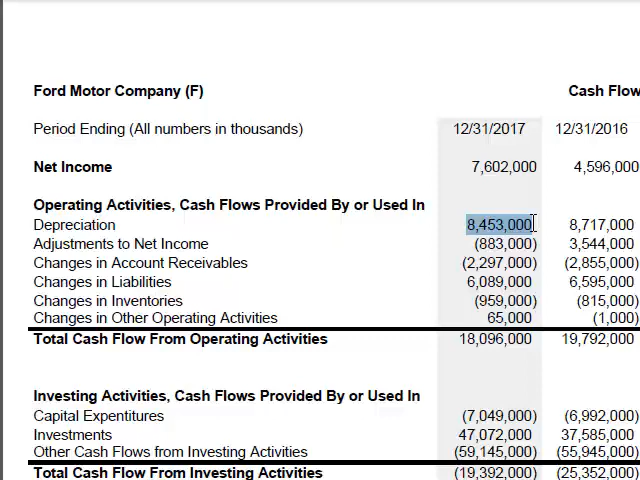 Ford Motor Company (F) Cash Flow
Period Ending (All numbers in thousands) 12/31/2017 12/31/2016
Net Income 7,602,000 4,596,000
Operating Activities, Cash Flows Provided By or Used In
Depreciation 8,453,000 8,717,000
Adjustments to Net Income (883,000) 3,544,000
Changes in Account Receivables (2,297,000) (2,855,000)
Changes in Liabilities 6,089,000 6,595,000
Changes in Inventories (959,000) (815,000)
Changes in Other Operating Activities 65,000 (1,000)
Total Cash Flow From Operating Activities 18,096,000 19,792,000
Investing Activities, Cash Flows Provided By or Used In
Capital Expenditures (7,049,000) (6,992,000)
Investments 47,072,000 37,585,000
Other Cash Flows from Investing Activities (59,145,000) (55,945,000)
Total Cash Flow From Investing Activities (19,392,000) (25,352,000)